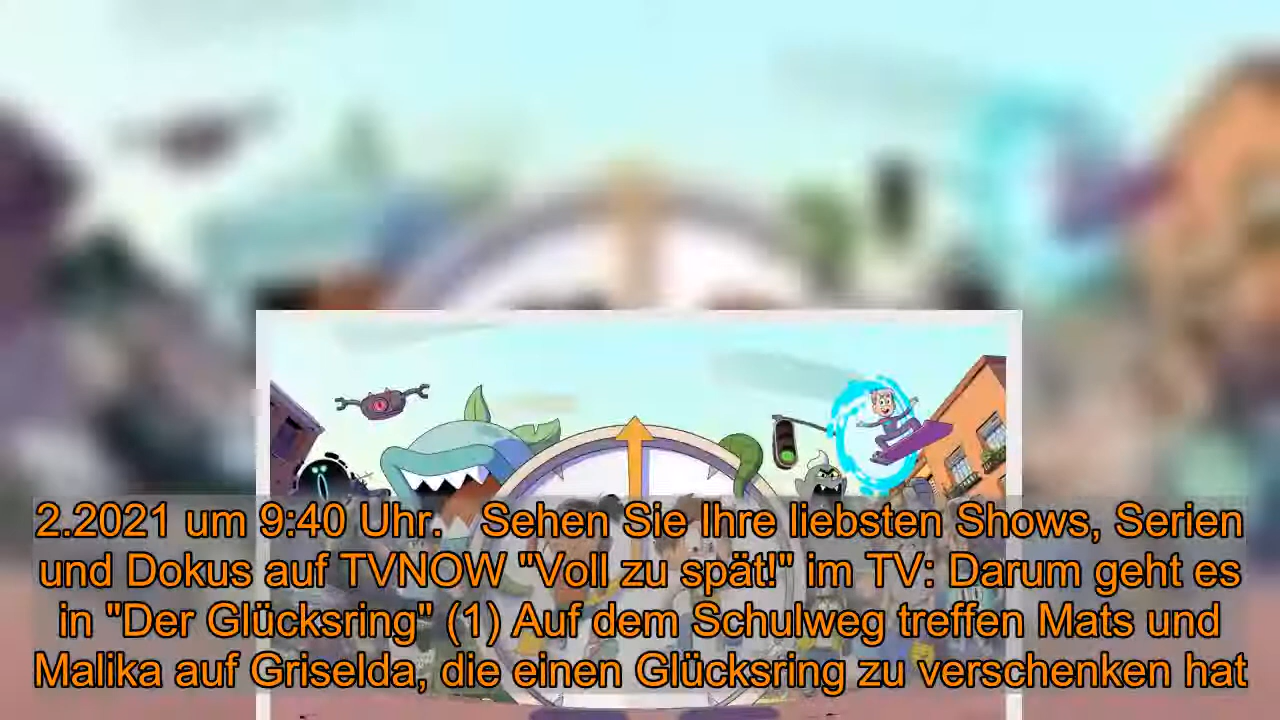 2.2021 um 9:40 Uhr.   Sehen Sie Ihre liebsten Shows, Serien
und Dokus auf TVNOW "Voll zu spät!" im TV: Darum geht es
in "Der Glücksring" (1) Auf dem Schulweg treffen Mats und
Malika auf Griselda, die einen Glücksring zu verschenken hat